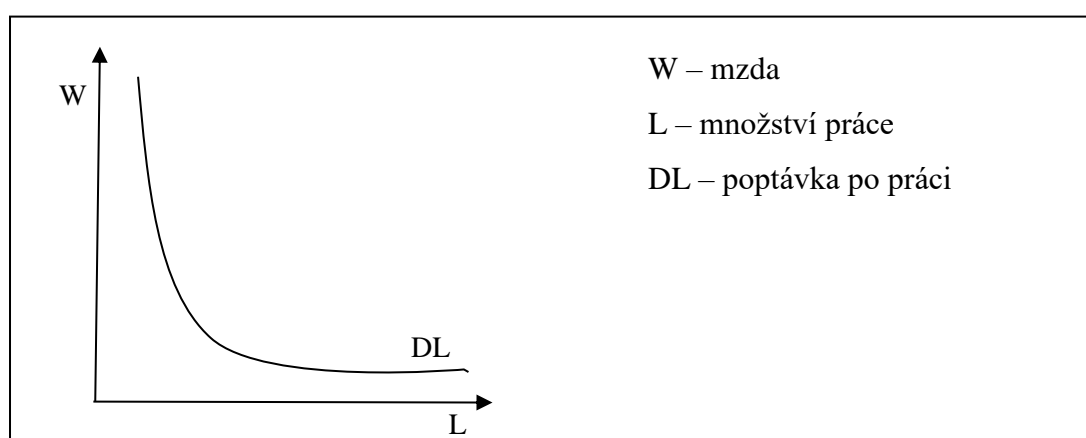 W
W – mzda
L – množství práce
DL – poptávka po práci
DL
L